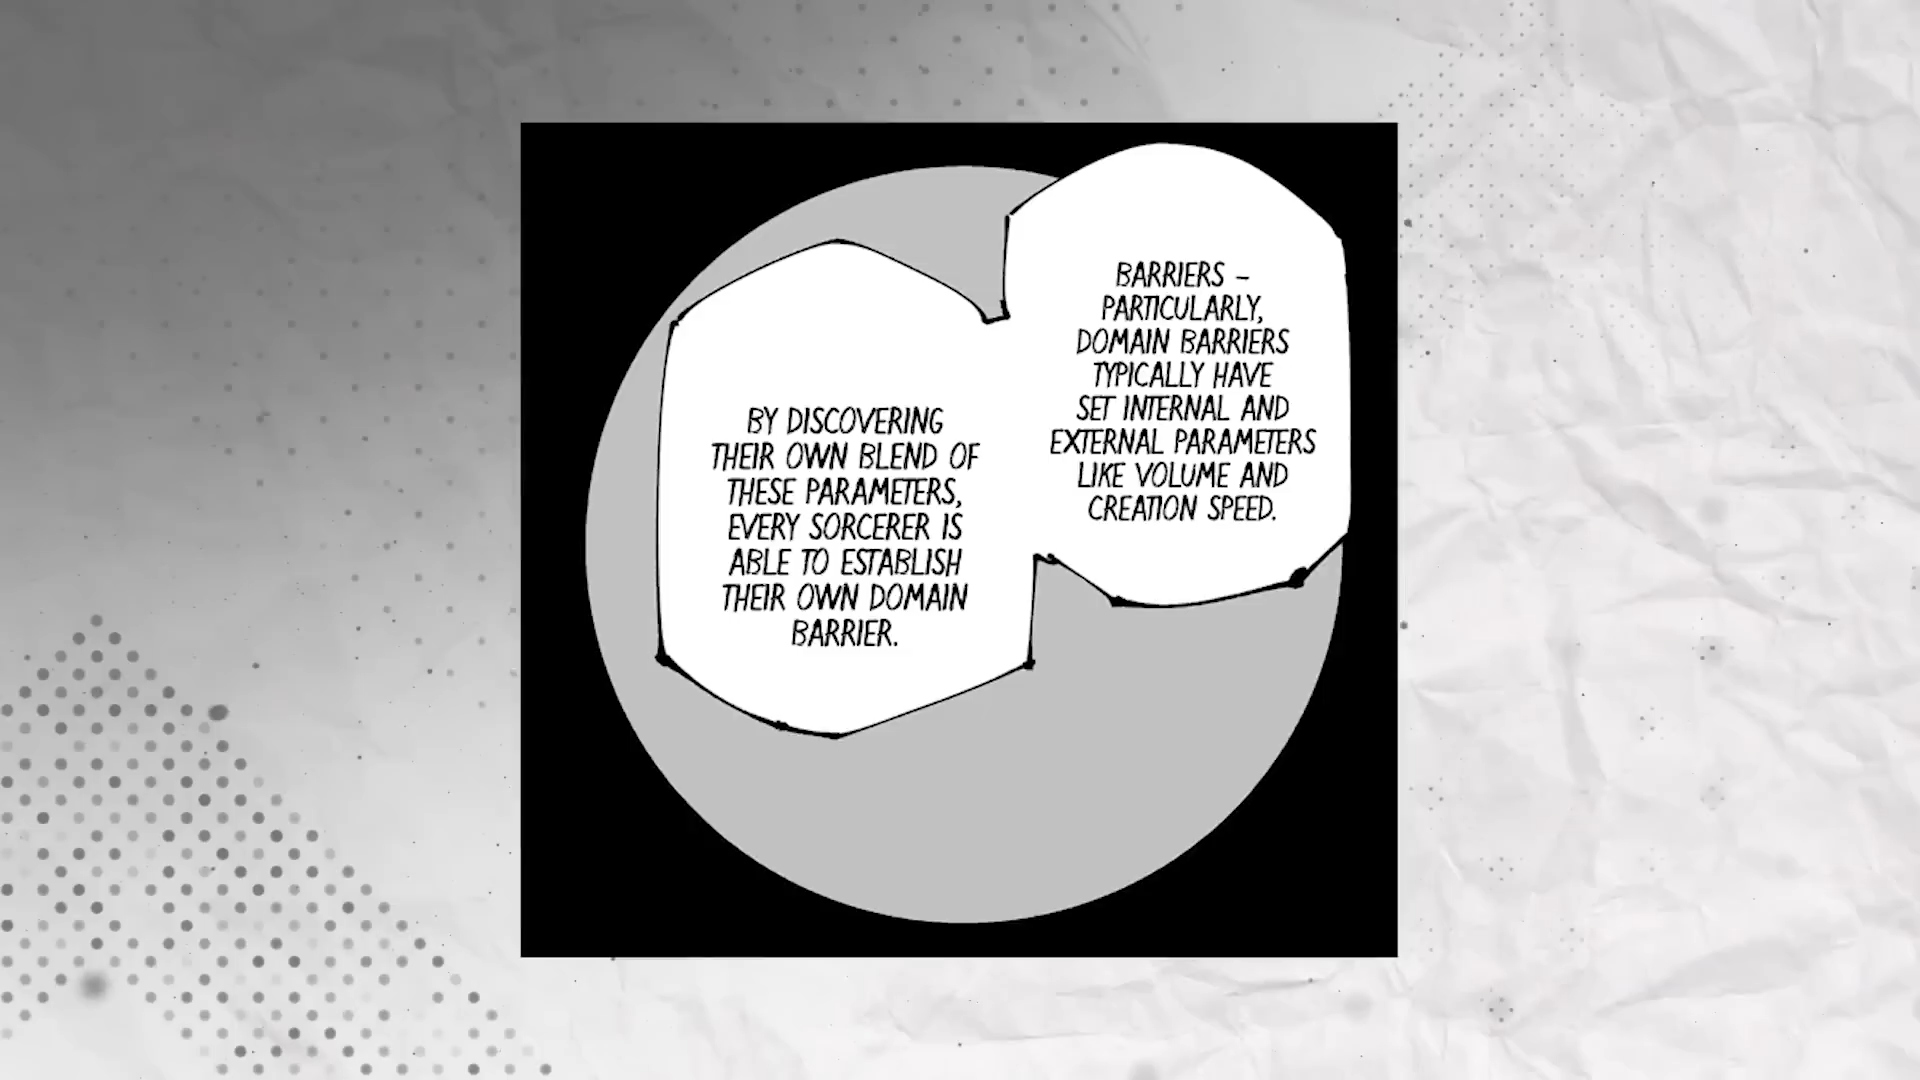 BARRIERS –
PARTICULARLY,
DOMAIN BARRIERS
TYPICALLY HAVE
SET INTERNAL AND
EXTERNAL PARAMETERS
LIKE VOLUME AND
CREATION SPEED.
BY DISCOVERING
THEIR OWN BLEND OF
THESE PARAMETERS,
EVERY SORCERER IS
ABLE TO ESTABLISH
THEIR OWN DOMAIN
BARRIER.